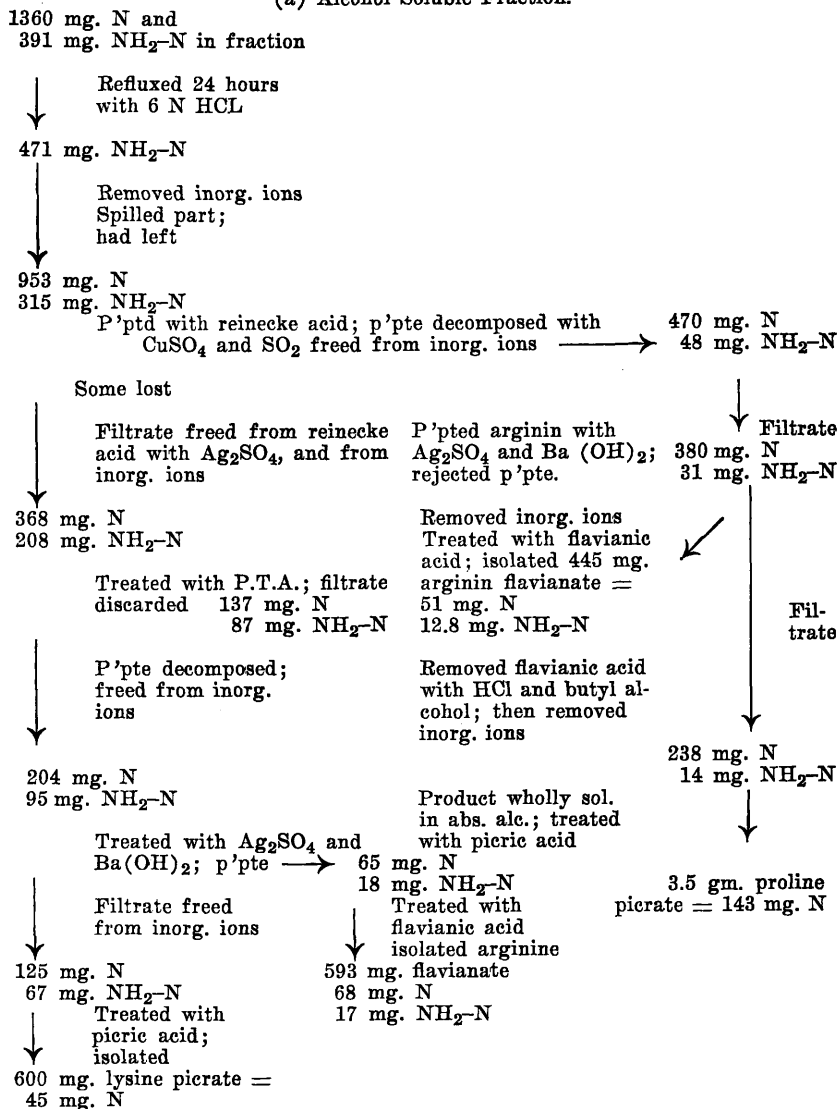 (a) Alcohol Soluble Fraction.
1360 mg. N and
391 mg. NH2–N in fraction
Refluxed 24 hours
with 6 N HCL
471 mg. NH2–N
Removed inorg. ions
Spilled part;
had left
953 mg. N
315 mg. NH2–N
P'ptd with reinecke acid; p'pte decomposed with
CuSO4 and SO2 freed from inorg. ions
470 mg. N
48 mg. NH2–N
Some lost
Filtrate freed from reinecke
acid with Ag2SO4, and from
inorg. ions
P'pted arginin with
Ag2SO4 and Ba (OH)2;
rejected p'pte.
Filtrate
380 mg. N
31 mg. NH2–N
368 mg. N
208 mg. NH2–N
Removed inorg. ions
Treated with flavianic
acid; isolated 445 mg.
arginin flavianate =
51 mg. N
12.8 mg. NH2–N
Treated with P.T.A.; filtrate
discarded 137 mg. N
87 mg. NH2–N
Fil-
trate
P'pte decomposed;
freed from inorg.
ions
Removed flavianic acid
with HCl and butyl al-
cohol; then removed
inorg. ions
238 mg. N
14 mg. NH2–N
204 mg. N
95 mg. NH2–N
Product wholly sol.
in abs. alc.; treated
with picric acid
Treated with Ag2SO4 and
Ba(OH)2; p'pte
65 mg. N
18 mg. NH2–N
3.5 gm. proline
picrate = 143 mg. N
Filtrate freed
from inorg. ions
Treated with
flavianic acid
isolated arginine
125 mg. N
67 mg. NH2–N
593 mg. flavianate
68 mg. N
17 mg. NH2–N
Treated with
picric acid;
isolated
600 mg. lysine picrate =
45 mg. N